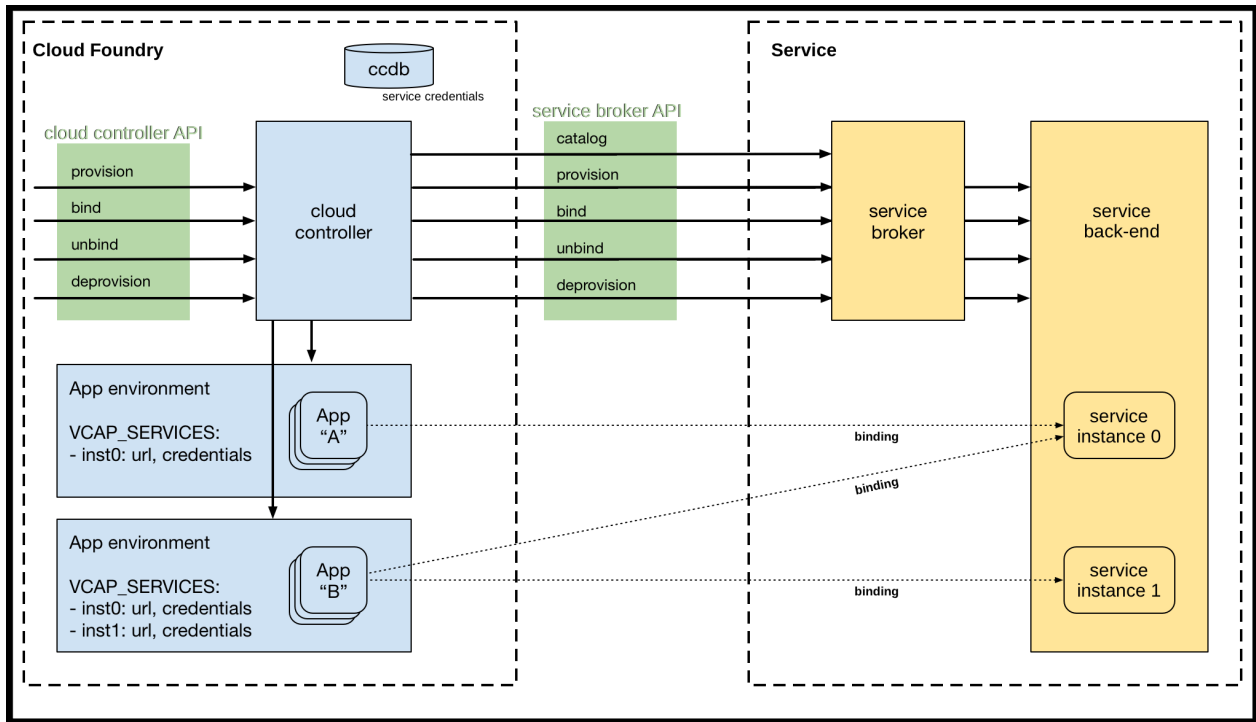 Cloud Foundry
ccdb
service credentials
cloud controller API
provision
bind
unbind
deprovision
cloud
controller
service broker API
catalog
provision
bind
unbind
deprovision
Service
service
broker
service
back-end
App environment
VCAP_SERVICES:
- inst0: url, credentials
App
“A”
binding
service
instance 0
binding
App environment
VCAP_SERVICES:
- inst0: url, credentials
- inst1: url, credentials
App
“B”
binding
service
instance 1